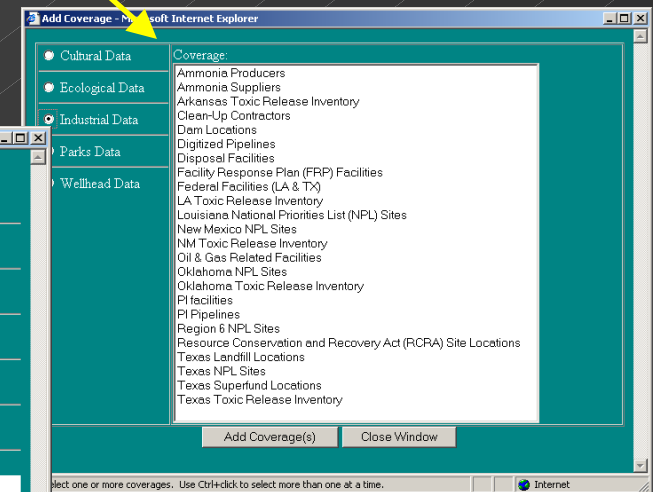 Add Coverage - Microsoft Internet Explorer
Cultural Data
Ecological Data
Industrial Data
Parks Data
Wellhead Data
Coverage:
Ammonia Producers
Ammonia Suppliers
Arkansas Toxic Release Inventory
Clean-Up Contractors
Dam Locations
Digitized Pipelines
Disposal Facilities
Facility Response Plan (FRP) Facilities
Federal Facilities (LA & TX)
LA Toxic Release Inventory
Louisiana National Priorities List (NPL) Sites
New Mexico NPL Sites
NM Toxic Release Inventory
Oil & Gas Related Facilities
Oklahoma NPL Sites
Oklahoma Toxic Release Inventory
PI facilities
PI Pipelines
Region 6 NPL Sites
Resource Conservation and Recovery Act (RCRA) Site Locations
Texas Landfill Locations
Texas NPL Sites
Texas Superfund Locations
Texas Toxic Release Inventory
Add Coverage(s) Close Window
elect one or more coverages. Use Ctrl+click to select more than one at a time. Internet